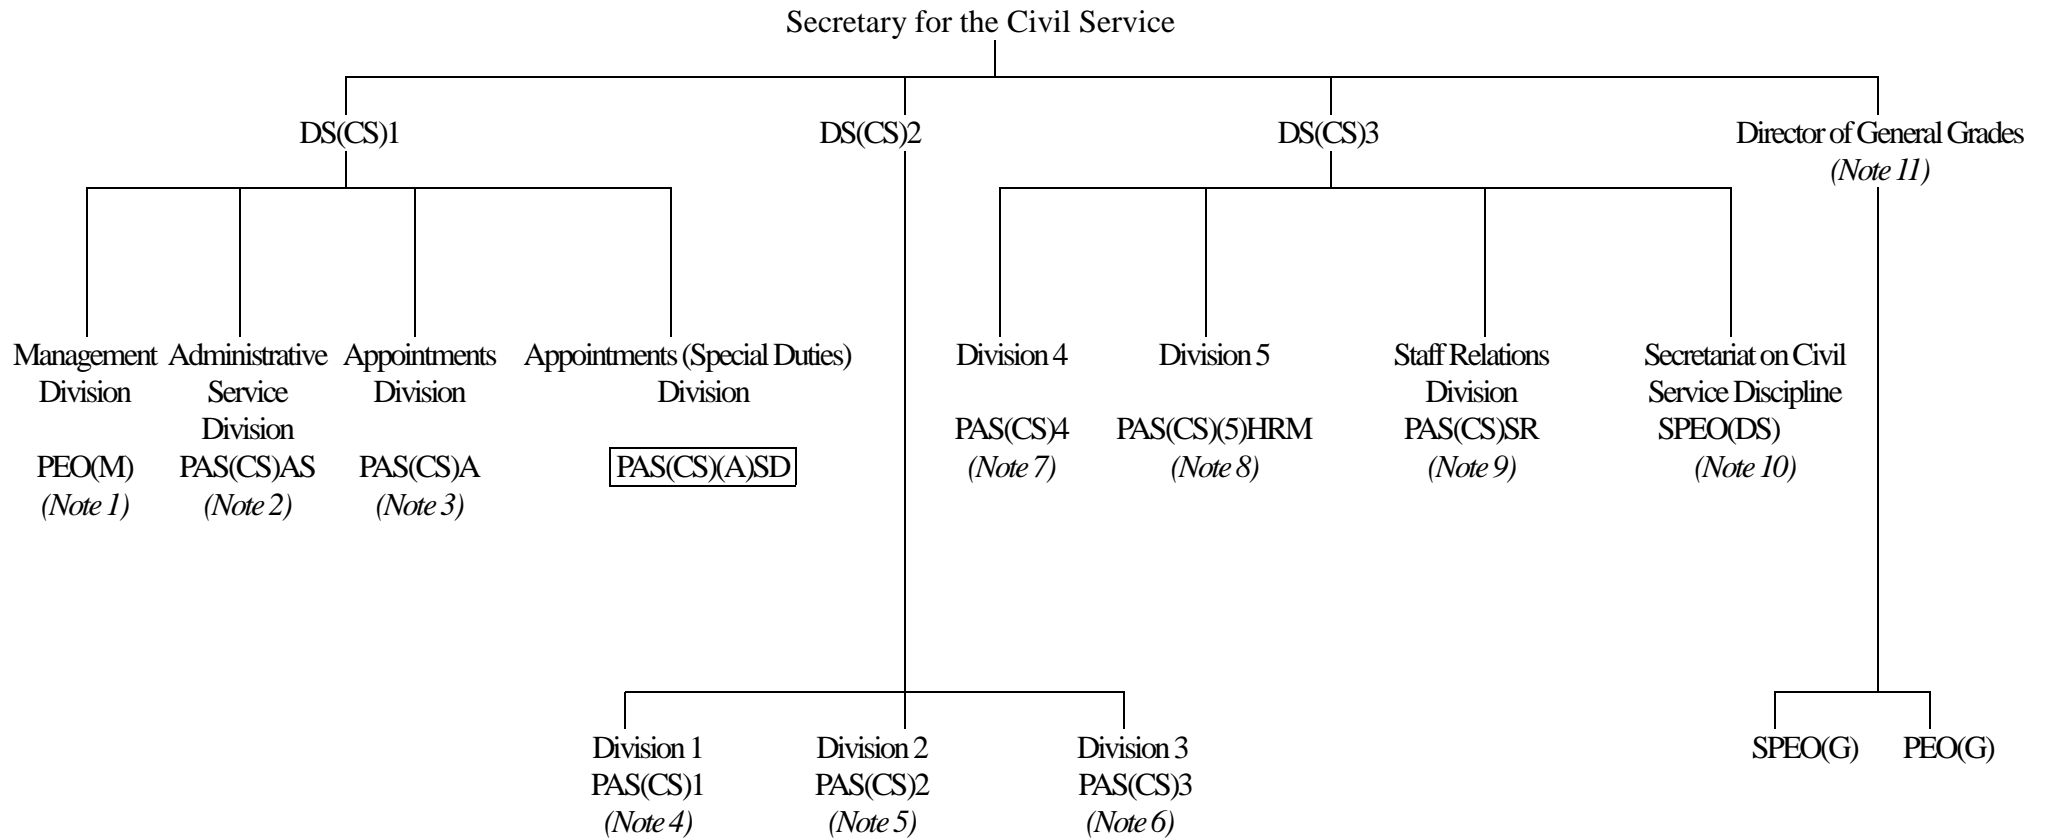 Secretary for the Civil Service
DS(CS)1
DS(CS)2
DS(CS)3
Director of General Grades
(Note 11)
Management
Division
PEO(M)
(Note 1)
Administrative
Service
Division
PAS(CS)AS
(Note 2)
Appointments
Division
PAS(CS)A
(Note 3)
Appointments (Special Duties)
Division
PAS(CS)(A)SD
Division 4
PAS(CS)4
(Note 7)
Division 5
PAS(CS)(5)HRM
(Note 8)
Staff Relations
Division
PAS(CS)SR
(Note 9)
Secretariat on Civil
Service Discipline
SPEO(DS)
(Note 10)
Division 1
PAS(CS)1
(Note 4)
Division 2
PAS(CS)2
(Note 5)
Division 3
PAS(CS)3
(Note 6)
SPEO(G)
PEO(G)